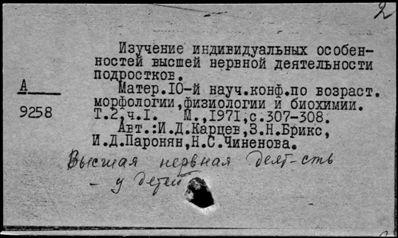 2
Изучение индивидуальных особен-
ностей высшей нервной деятельности
подростков.
А
Матер.IO-й науч.конф.по возраст.
морфологии,физиологии и биохимии.
9258
Т.2,ч.I. М.,1971,с.307-308.
Авт.:И.Д.Карцев,З.Н.Брикс,
И.Д.Паронян,Н.С.Чиненова.
Высшая нервная деят-сть
- у детей